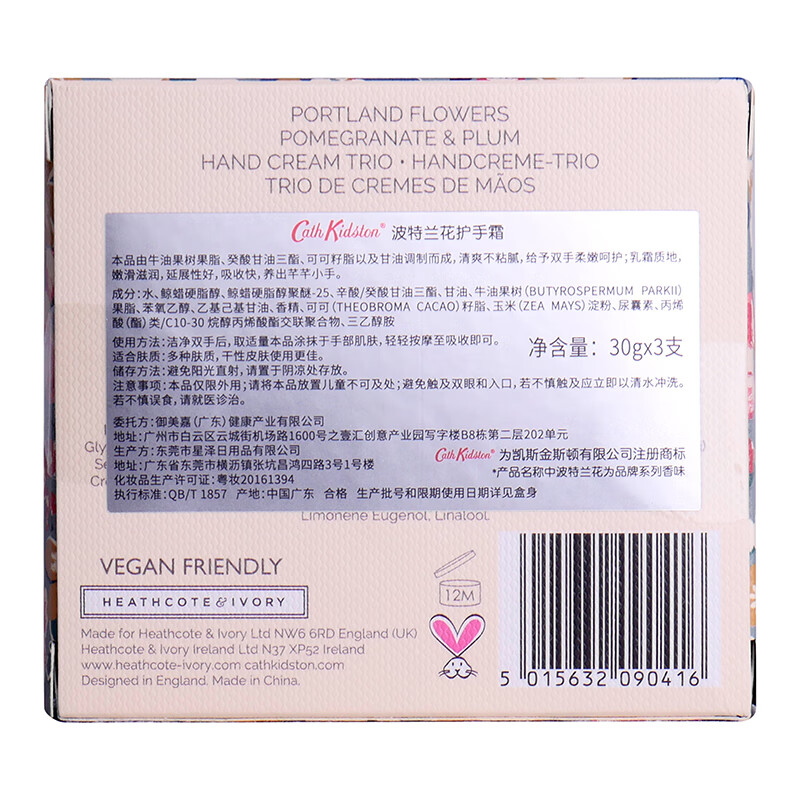 PORTLAND FLOWERS
POMEGRANATE & PLUM
HAND CREAM TRIO • HANDCREME-TRIO
TRIO DE CREMES DE MÃOS
Cath Kidston® 波特兰花护手霜
本品由牛油果树果脂、癸酸甘油三酯、可可籽脂以及甘油调制而成，清爽不粘腻，给予双手柔嫩呵护；乳霜质地，
嫩滑滋润，延展性好，吸收快，养出芊芊小手。
成分：水、鲸蜡硬脂醇、鲸蜡硬脂醇聚醚-25、辛酸/癸酸甘油三酯、甘油、牛油果树（BUTYROSPERMUM PARKII）
果脂、苯氧乙醇、乙基己基甘油、香精、可可（THEOBROMA CACAO）籽脂、玉米（ZEA MAYS）淀粉、尿囊素、丙烯
酸（酯）类/C10-30 烷醇丙烯酸酯交联聚合物、三乙醇胺
使用方法：洁净双手后，取适量本品涂抹于手部肌肤，轻轻按摩至吸收即可。
适合肤质：多种肤质，干性皮肤使用更佳。
储存方法：避免阳光直射，请置于阴凉处存放。
净含量：30gx3支
注意事项：本品仅限外用；请将本品放置儿童不可及处；避免触及双眼和入口，若不慎触及应立即以清水冲洗。
若不慎误食，请就医诊治。
委托方：御美嘉（广东）健康产业有限公司
地址：广州市白云区云城街机场路1600号之壹汇创意产业园写字楼B8栋第二层202单元
生产方：东莞市星泽日用品有限公司
地址：广东省东莞市横沥镇张坑昌鸿四路3号1号楼
化妆品生产许可证：粤妆20161394
执行标准：QB/T 1857 产地：中国广东 合格 生产批号和限期使用日期详见盒身
Cath Kidston® 为凯斯金斯顿有限公司注册商标
*产品名称中波特兰花为品牌系列香味
Gly
Se
Cre
Limonene Eugenol, Linalool.
VEGAN FRIENDLY
HEATHCOTE & IVORY
Made for Heathcote & Ivory Ltd NW6 6RD England (UK)
Heathcote & Ivory Ireland Ltd N37 XP52 Ireland
www.heathcote-ivory.com cathkidston.com
Designed in England. Made in China.
12M
5 015632 090416